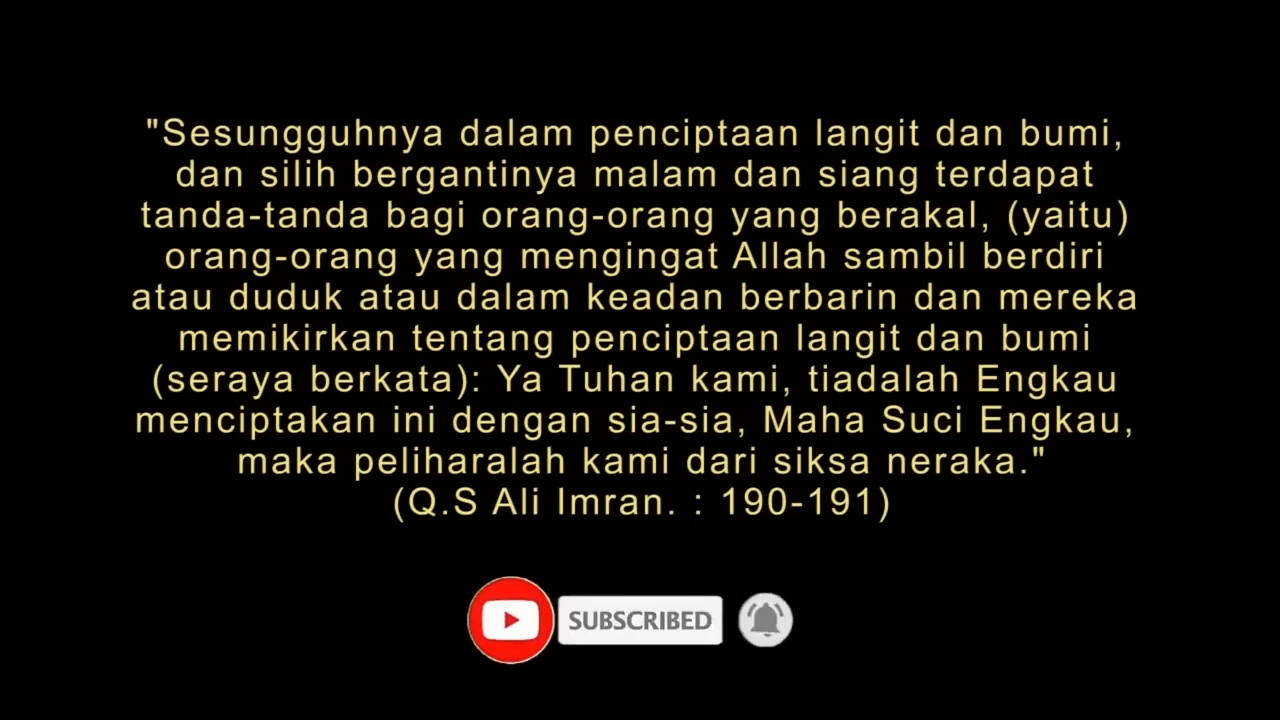 "Sesungguhnya dalam penciptaan langit dan bumi,
dan silih bergantinya malam dan siang terdapat
tanda-tanda bagi orang-orang yang berakal, (yaitu)
orang-orang yang mengingat Allah sambil berdiri
atau duduk atau dalam keadan berbarin dan mereka
memikirkan tentang penciptaan langit dan bumi
(seraya berkata): Ya Tuhan kami, tiadalah Engkau
menciptakan ini dengan sia-sia, Maha Suci Engkau,
maka peliharalah kami dari siksa neraka."
(Q.S Ali Imran. : 190-191)
SUBSCRIBED